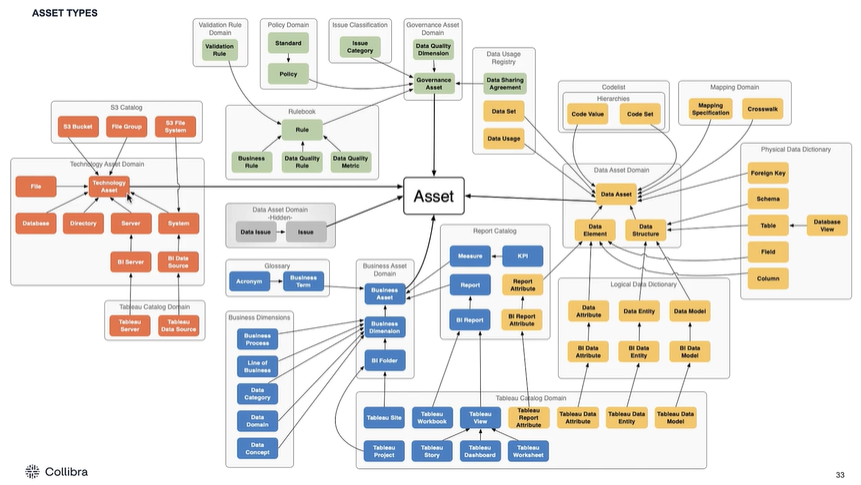 ASSET TYPES
Validation Rule
Domain
Validation
Rule
Policy Domain
Standard
Policy
Issue Classification
Issue
Category
Governance Asset
Domain
Data Quality
Dimension
Governance
Asset
Data Usage
Registry
Data Sharing
Agreement
Data Set
Data Usage
Codelist
Hierarchies
Code Value
Code Set
Mapping Domain
Mapping
Specification
Crosswalk
S3 Catalog
S3 Bucket
File Group
S3 File
System
Rulebook
Rule
Business
Rule
Data Quality
Rule
Data Quality
Metric
Technology Asset Domain
File
Technology
Asset
Database
Directory
Server
System
BI Server
BI Data
Source
Tableau Catalog Domain
Tableau
Server
Tableau
Data Source
Asset
Data Asset Domain
-Hidden-
Data Issue
Issue
Data Asset Domain
Data Asset
Data
Element
Data
Structure
Physical Data Dictionary
Foreign Key
Schema
Table
Database
View
Field
Column
Glossary
Acronym
Business
Term
Business Asset
Domain
Business
Asset
Business
Dimension
BI Folder
Report Catalog
Measure
KPI
Report
Report
Attribute
BI Report
BI Report
Attribute
Logical Data Dictionary
Data
Attribute
Data Entity
Data Model
BI Data
Attribute
BI Data
Entity
BI Data
Model
Business Dimensions
Business
Process
Line of
Business
Data
Category
Data
Domain
Data
Concept
Tableau Catalog Domain
Tableau Site
Tableau
Workbook
Tableau
View
Tableau
Report
Attribute
Tableau Data
Attribute
Tableau Data
Entity
Tableau Data
Model
Tableau
Project
Tableau
Story
Tableau
Dashboard
Tableau
Worksheet
Collibra
33